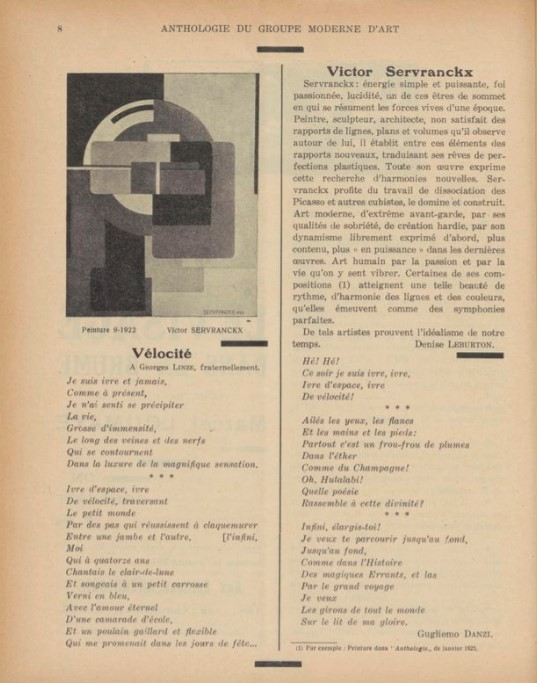 8
ANTHOLOGIE DU GROUPE MODERNE D'ART
SERVRANCKX
Peinture 9-1922 Victor SERVRANCKX
Vélocité
A Georges LINZE, fraternellement.
Je suis ivre et jamais,
Comme à présent,
Je n'ai senti se précipiter
La vie,
Grosse d'immensité,
Le long des veines et des nerfs
Qui se contournent
Dans la luxure de la magnifique sensation.
* * *
Ivre d'espace, ivre
De vélocité, traversant
Le petit monde
Par des pas qui réussissent à claquemurer
Entre une jambe et l'autre, [l'infini,
Moi
Qui à quatorze ans
Chantais le clair-de-lune
Et songeais à un petit carrosse
Verni en bleu,
Avec l'amour éternel
D'une camarade d'école,
Et un poulain gaillard et flexible
Qui me promenait dans les jours de fête...
Victor Servranckx
Servranckx : énergie simple et puissante, foi
passionnée, lucidité, un de ces êtres de sommet
en qui se résument les forces vives d'une époque.
Peintre, sculpteur, architecte, non satisfait des
rapports de lignes, plans et volumes qu'il observe
autour de lui, il établit entre ces éléments des
rapports nouveaux, traduisant ses rêves de per-
fections plastiques. Toute son œuvre exprime
cette recherche d'harmonies nouvelles. Ser-
vranckx profite du travail de dissociation des
Picasso et autres cubistes, le domine et construit.
Art moderne, d'extrême avant-garde, par ses
qualités de sobriété, de création hardie, par son
dynamisme librement exprimé d'abord, plus
contenu, plus « en puissance » dans les dernières
œuvres. Art humain par la passion et par la
vie qu'on y sent vibrer. Certaines de ses com-
positions (1) atteignent une telle beauté de
rythme, d'harmonie des lignes et des couleurs,
qu'elles émeuvent comme des symphonies
parfaites.
De tels artistes prouvent l'idéalisme de notre
temps. Denise LEBURTON.
Hé! Hé!
Ce soir je suis ivre, ivre,
Ivre d'espace, ivre
De vélocité!
* * *
Ailés les yeux, les flancs
Et les mains et les pieds:
Partout c'est un frou-frou de plumes
Dans l'éther
Comme du Champagne!
Oh, Hulalabi!
Quelle poésie
Rassemble à cette divinité?
* * *
Infini, élargis-toi!
Je veux te parcourir jusqu'au fond,
Jusqu'au fond,
Comme dans l'Histoire
Des magiques Errants, et las
Par le grand voyage
Je veux
Les girons de tout le monde
Sur le lit de ma gloire.
Gugliemo DANZI.
(1) Par exemple : Peinture dans "Anthologie" de janvier 1925.